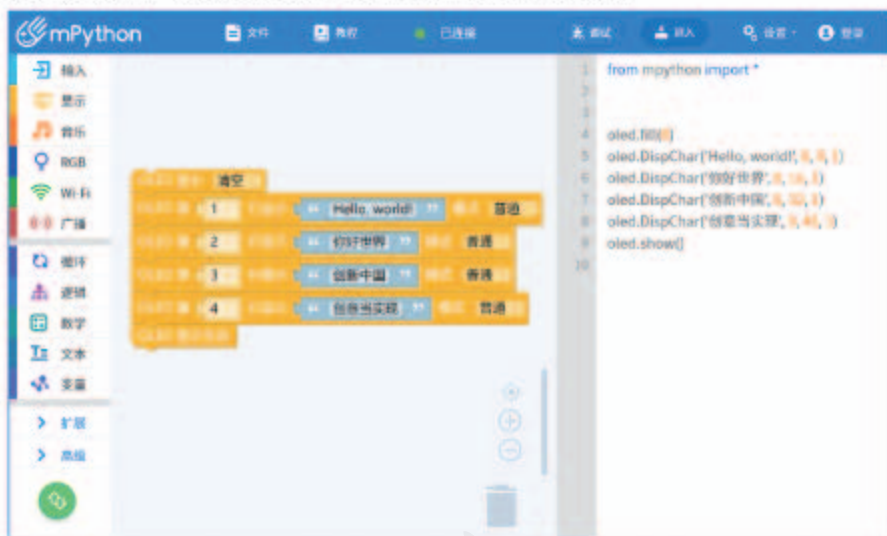 mPython
文件
教程
已连接
设置
登录
输入
显示
音乐
RGB
Wi-Fi
广播
循环
逻辑
数学
文本
变量
扩展
高级
清空
1 Hello, world! 普通
2 你好世界 普通
3 创新中国 普通
4 创意当实现 普通
1 from mpython import *
2
3
4 oled.fill(0)
5 oled.DispChar('Hello, world!', 0, 0, 1)
6 oled.DispChar('你好世界', 0, 16, 1)
7 oled.DispChar('创新中国', 0, 32, 1)
8 oled.DispChar('创意当实现', 0, 48, 1)
9 oled.show()
10